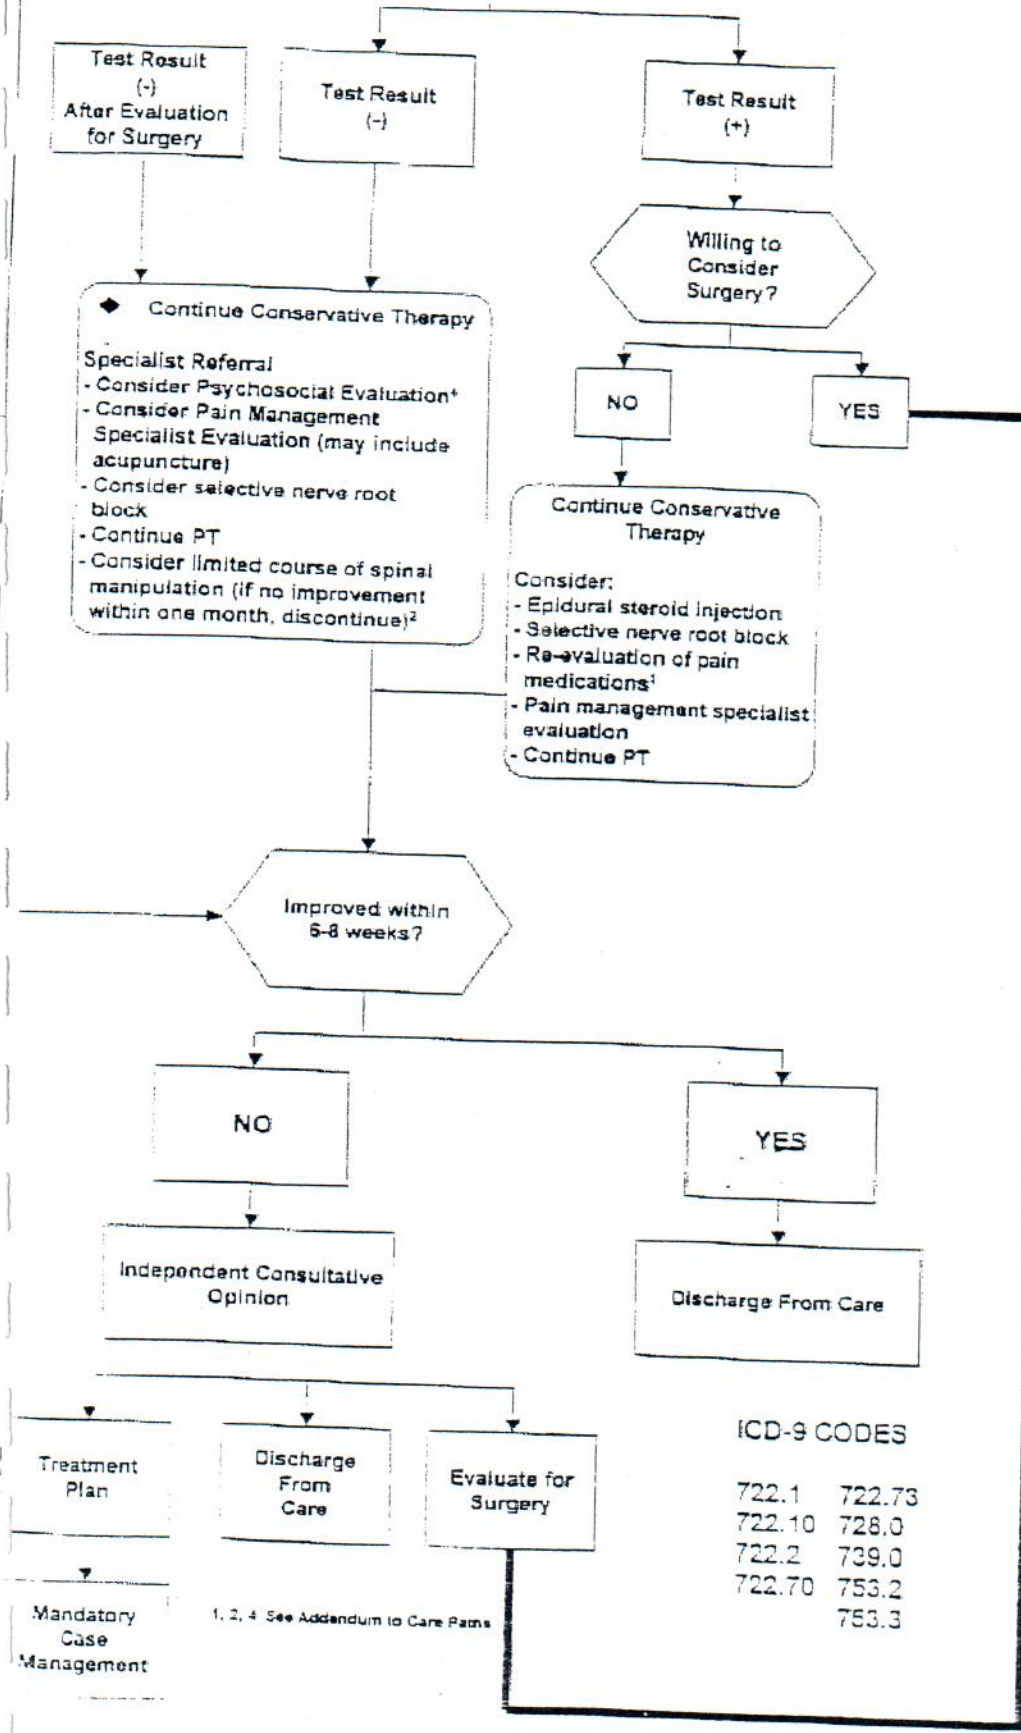 Test Result
(-)
After Evaluation
for Surgery
Test Result
(-)
Test Result
(+)
Willing to
Consider
Surgery?
NO
YES
◆ Continue Conservative Therapy
Specialist Referral
- Consider Psychosocial Evaluation⁴
- Consider Pain Management
Specialist Evaluation (may include
acupuncture)
- Consider selective nerve root
block
- Continue PT
- Consider limited course of spinal
manipulation (if no improvement
within one month, discontinue)²
Continue Conservative
Therapy
Consider:
- Epidural steroid injection
- Selective nerve root block
- Re-evaluation of pain
medications¹
- Pain management specialist
evaluation
- Continue PT
Improved within
6-8 weeks?
NO
YES
Independent Consultative
Opinion
Discharge From Care
Treatment
Plan
Discharge
From
Care
Evaluate for
Surgery
Mandatory
Case
Management
1, 2, 4 See Addendum to Care Paths
ICD-9 CODES
722.1 722.73
722.10 728.0
722.2 739.0
722.70 753.2
753.3